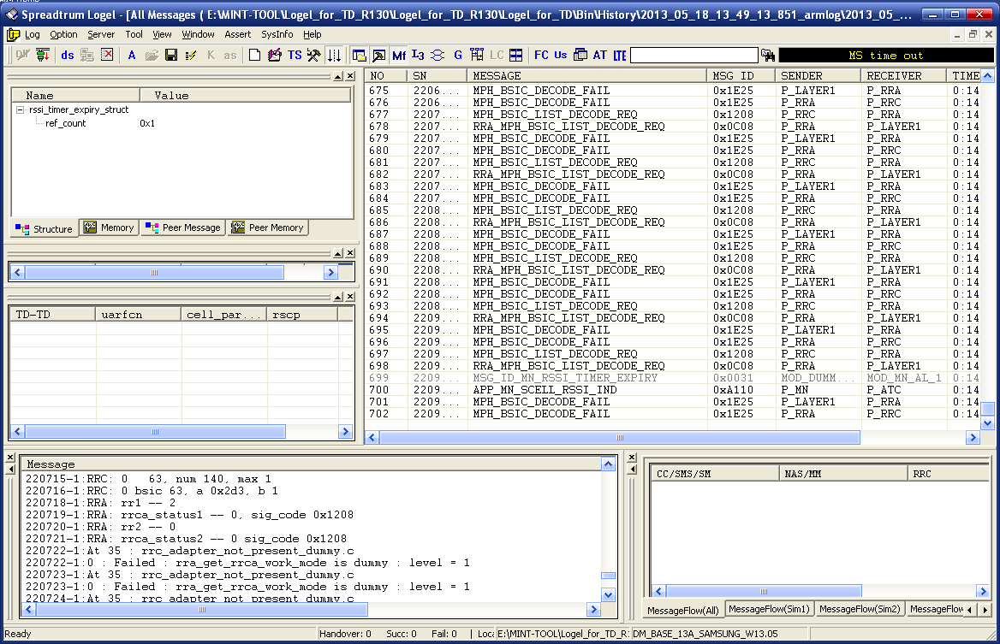 Spreadtrum Logel - [All Messages ( E:\MINT-TOOL\Logel_for_TD_R130\Logel_for_TD_R130\Logel_for_TD\Bin\History\2013_05_18_13_49_13_851_armlog\2013_05_...
Log Option Server Tool View Window Assert SysInfo Help
ds A K as TS Mf L3 G LC FC Us AT LTE MS time out
Name Value
rssi_timer_expiry_struct
ref_count 0x1
Structure Memory Peer Message Peer Memory
TD-TD uarfcn cell_par... rscp
NO SN MESSAGE MSG ID SENDER RECEIVER TIME
675 2206... MPH_BSIC_DECODE_FAIL 0x1E25 P_LAYER1 P_RRA 0:14
676 2206... MPH_BSIC_DECODE_FAIL 0x1E25 P_RRA P_RRC 0:14
677 2207... MPH_BSIC_LIST_DECODE_REQ 0x1208 P_RRC P_RRA 0:14
678 2207... RRA_MPH_BSIC_LIST_DECODE_REQ 0x0C08 P_RRA P_LAYER1 0:14
679 2207... MPH_BSIC_DECODE_FAIL 0x1E25 P_LAYER1 P_RRA 0:14
680 2207... MPH_BSIC_DECODE_FAIL 0x1E25 P_RRA P_RRC 0:14
681 2207... MPH_BSIC_LIST_DECODE_REQ 0x1208 P_RRC P_RRA 0:14
682 2207... RRA_MPH_BSIC_LIST_DECODE_REQ 0x0C08 P_RRA P_LAYER1 0:14
683 2207... MPH_BSIC_DECODE_FAIL 0x1E25 P_LAYER1 P_RRA 0:14
684 2207... MPH_BSIC_DECODE_FAIL 0x1E25 P_RRA P_RRC 0:14
685 2208... MPH_BSIC_LIST_DECODE_REQ 0x1208 P_RRC P_RRA 0:14
686 2208... RRA_MPH_BSIC_LIST_DECODE_REQ 0x0C08 P_RRA P_LAYER1 0:14
687 2208... MPH_BSIC_DECODE_FAIL 0x1E25 P_LAYER1 P_RRA 0:14
688 2208... MPH_BSIC_DECODE_FAIL 0x1E25 P_RRA P_RRC 0:14
689 2208... MPH_BSIC_LIST_DECODE_REQ 0x1208 P_RRC P_RRA 0:14
690 2208... RRA_MPH_BSIC_LIST_DECODE_REQ 0x0C08 P_RRA P_LAYER1 0:14
691 2208... MPH_BSIC_DECODE_FAIL 0x1E25 P_LAYER1 P_RRA 0:14
692 2208... MPH_BSIC_DECODE_FAIL 0x1E25 P_RRA P_RRC 0:14
693 2208... MPH_BSIC_LIST_DECODE_REQ 0x1208 P_RRC P_RRA 0:14
694 2209... RRA_MPH_BSIC_LIST_DECODE_REQ 0x0C08 P_RRA P_LAYER1 0:14
695 2209... MPH_BSIC_DECODE_FAIL 0x1E25 P_LAYER1 P_RRA 0:14
696 2209... MPH_BSIC_DECODE_FAIL 0x1E25 P_RRA P_RRC 0:14
697 2209... MPH_BSIC_LIST_DECODE_REQ 0x1208 P_RRC P_RRA 0:14
698 2209... RRA_MPH_BSIC_LIST_DECODE_REQ 0x0C08 P_RRA P_LAYER1 0:14
699 2209... MSG_ID_MN_RSSI_TIMER_EXPIRY 0x0031 MOD_DUMM... MOD_MN_AL_1 0:14
700 2209... APP_MN_SCELL_RSSI_IND 0xA110 P_MN P_ATC 0:14
701 2209... MPH_BSIC_DECODE_FAIL 0x1E25 P_LAYER1 P_RRA 0:14
702 2209... MPH_BSIC_DECODE_FAIL 0x1E25 P_RRA P_RRC 0:14
Message
220715-1:RRC: 0 63, num 140, max 1
220716-1:RRC: 0 bsic 63, a 0x2d3, b 1
220718-1:RRA: rr1 -- 2
220719-1:RRA: rrca_status1 -- 0, sig_code 0x1208
220720-1:RRA: rr2 -- 0
220721-1:RRA: rrca_status2 -- 0 sig_code 0x1208
220722-1:At 35 : rrc_adapter_not_present_dummy.c
220722-1:0 : Failed : rra_get_rrca_work_mode is dummy : level = 1
220723-1:At 35 : rrc_adapter_not_present_dummy.c
220723-1:0 : Failed : rra_get_rrca_work_mode is dummy : level = 1
220724-1:At 35 : rrc_adapter_not_present_dummy.c
CC/SMS/SM NAS/MM RRC
MessageFlow(All) MessageFlow(Sim1) MessageFlow(Sim2) MessageFlow
Ready Handover: 0 Succ: 0 Fail: 0 | Loca E:\MINT-TOOL\Logel_for_TD_R: DM_BASE_13A_SAMSUNG_W13.05